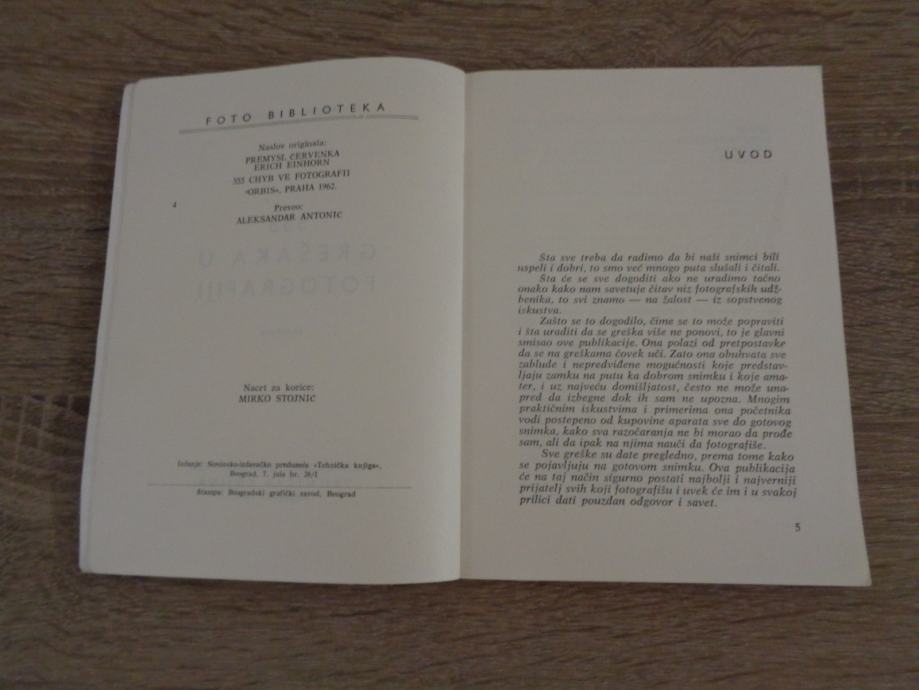 FOTO BIBLIOTEKA
Naslov originala:
PREMYSL ČERVENKA
ERICH EINHORN
555 CHYB VE FOTOGRAFII
»ORBIS«, PRAHA 1962.
4
Preveo:
ALEKSANDAR ANTONIĆ
GREŠAKA U
FOTOGRAFIJI
Nacrt za korice:
MIRKO STOJNIĆ
Izdanje: Novinsko-izdavačko preduzeće »Tehnička knjiga«,
Beograd, 7. jula br. 26/I
Štampa: Beogradski grafički zavod, Beograd
UVOD
Šta sve treba da radimo da bi naši snimci bili
uspeli i dobri, to smo već mnogo puta slušali i čitali.
Šta će se sve dogoditi ako ne uradimo tačno
onako kako nam savetuje čitav niz fotografskih udž-
benika, to svi znamo — na žalost — iz sopstvenog
iskustva.
Zašto se to dogodilo, čime se to može popraviti
i šta uraditi da se greška više ne ponovi, to je glavni
smisao ove publikacije. Ona polazi od pretpostavke
da se na greškama čovek uči. Zato ona obuhvata sve
zablude i nepredviđene mogućnosti koje predstav-
ljaju zamku na putu ka dobrom snimku i koje ama-
ter, i uz najveću domišljatost, često ne može una-
pred da izbegne dok ih sam ne upozna. Mnogim
praktičnim iskustvima i primerima ona početnika
vodi postepeno od kupovine aparata sve do gotovog
snimka, kako sva razočaranja ne bi morao da prođe
sam, ali da ipak na njima nauči da fotografiše.
Sve greške su date pregledno, prema tome kako
se pojavljuju na gotovom snimku. Ova publikacija
će na taj način sigurno postati najbolji i najverniji
prijatelj svih koji fotografišu i uvek će im i u svakoj
prilici dati pouzdan odgovor i savet.
5